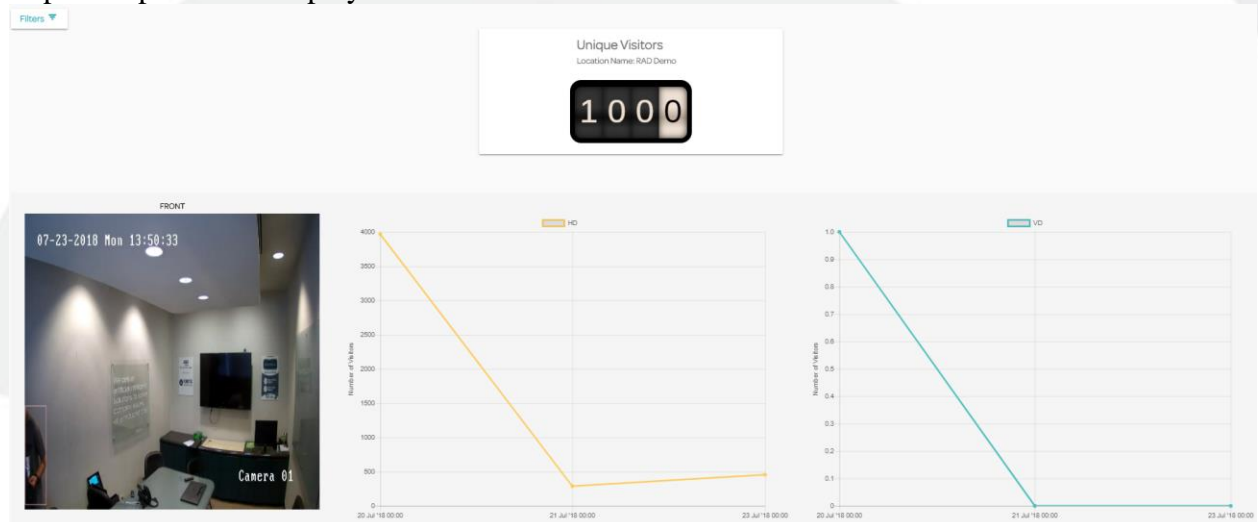 Filters ▼
Unique Visitors
Location Name: RAD Demo
1000
FRONT
07-23-2018 Mon 13:50:33
Camera 01
HD
Number of Visitors
4000
3500
3000
2500
2000
1500
1000
500
0
20 Jul '18 00:00
21 Jul '18 00:00
23 Jul '18 00:00
VD
Number of Visitors
1.0
0.9
0.8
0.7
0.6
0.5
0.4
0.3
0.2
0.1
0
20 Jul '18 00:00
21 Jul '18 00:00
23 Jul '18 00:00